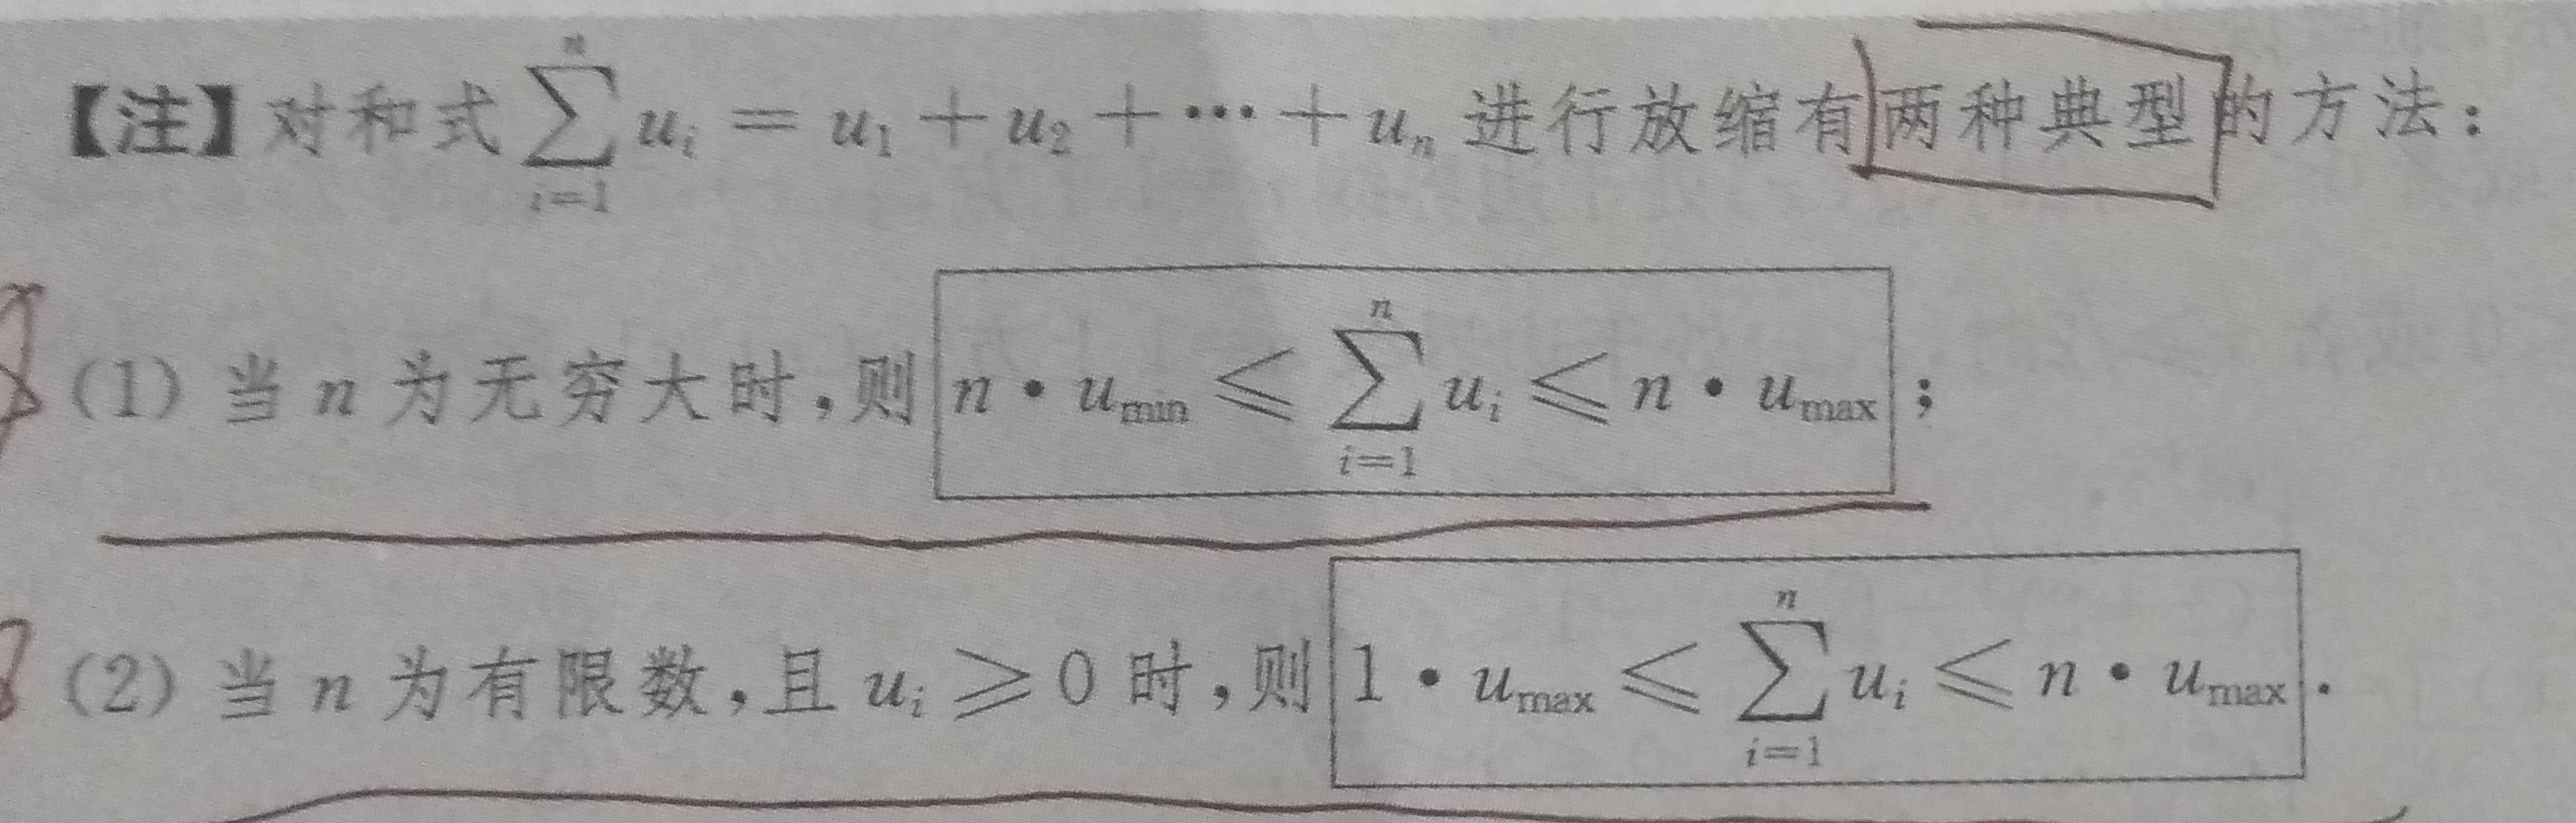 【注】对和式 $\sum_{i=1}^{n} u_i = u_1 + u_2 + \cdots + u_n$ 进行放缩有两种典型的方法：
(1) 当 n 为无穷大时，则 $n \cdot u_{\min} \leqslant \sum_{i=1}^{n} u_i \leqslant n \cdot u_{\max}$；
(2) 当 n 为有限数，且 $u_i \geqslant 0$ 时，则 $1 \cdot u_{\max} \leqslant \sum_{i=1}^{n} u_i \leqslant n \cdot u_{\max}$．